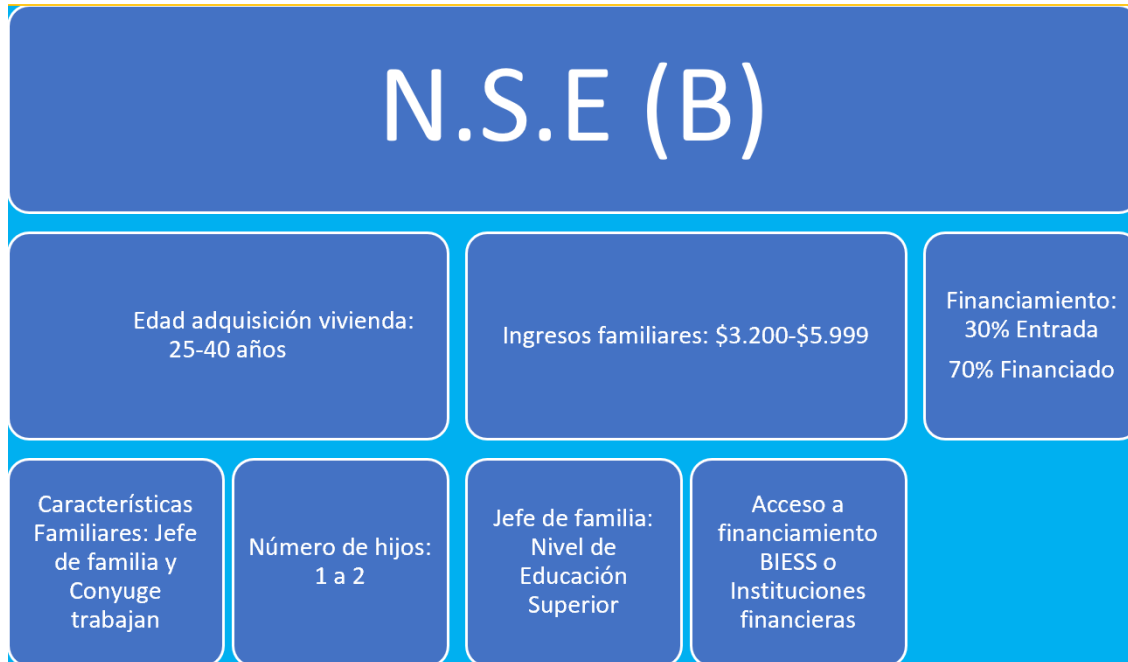 N.S.E (B)
Edad adquisición vivienda:
25-40 años
Ingresos familiares: $3.200-$5.999
Financiamiento:
30% Entrada
70% Financiado
Características
Familiares: Jefe
de familia y
Conyuge
trabajan
Número de hijos:
1 a 2
Jefe de familia:
Nivel de
Educación
Superior
Acceso a
financiamiento
BIESS o
Instituciones
financieras